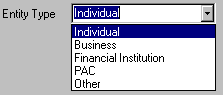 Entity Type Individual
Individual
Business
Financial Institution
PAC
Other